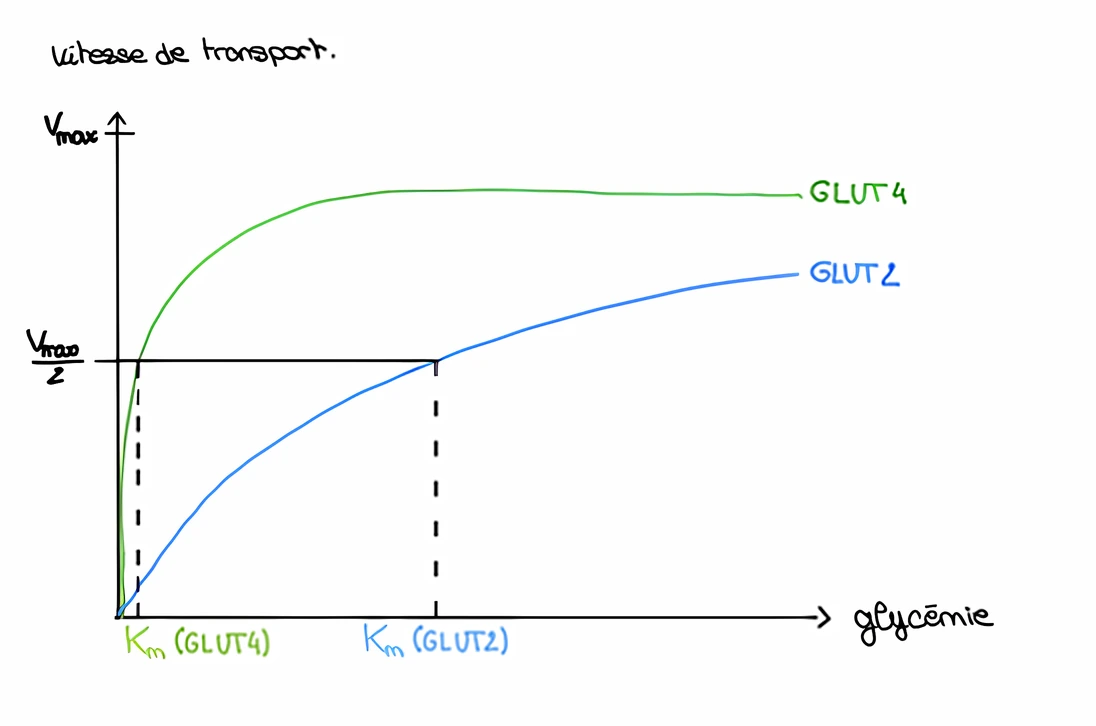 Vitesse de transport.
Vmax
GLUT4
GLUT2
Vmax
2
glycémie
Km (GLUT4)
Km (GLUT2)